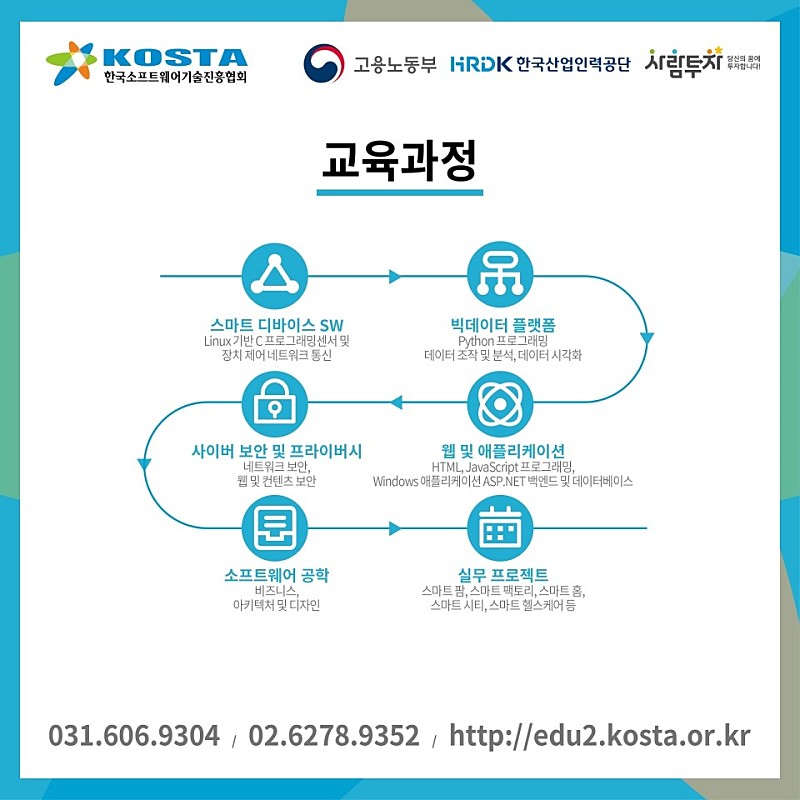 KOSTA
한국소프트웨어기술진흥협회
고용노동부
HRDK 한국산업인력공단
사람투자
당신의 꿈에
투자합니다!
교육과정
스마트 디바이스 SW
Linux 기반 C 프로그래밍센서 및
장치 제어 네트워크 통신
빅데이터 플랫폼
Python 프로그래밍
데이터 조작 및 분석, 데이터 시각화
웹 및 애플리케이션
HTML, JavaScript 프로그래밍,
Windows 애플리케이션 ASP.NET 백엔드 및 데이터베이스
사이버 보안 및 프라이버시
네트워크 보안,
웹 및 컨텐츠 보안
소프트웨어 공학
비즈니스,
아키텍처 및 디자인
실무 프로젝트
스마트 팜, 스마트 팩토리, 스마트 홈,
스마트 시티, 스마트 헬스케어 등
031.606.9304 / 02.6278.9352 / http://edu2.kosta.or.kr